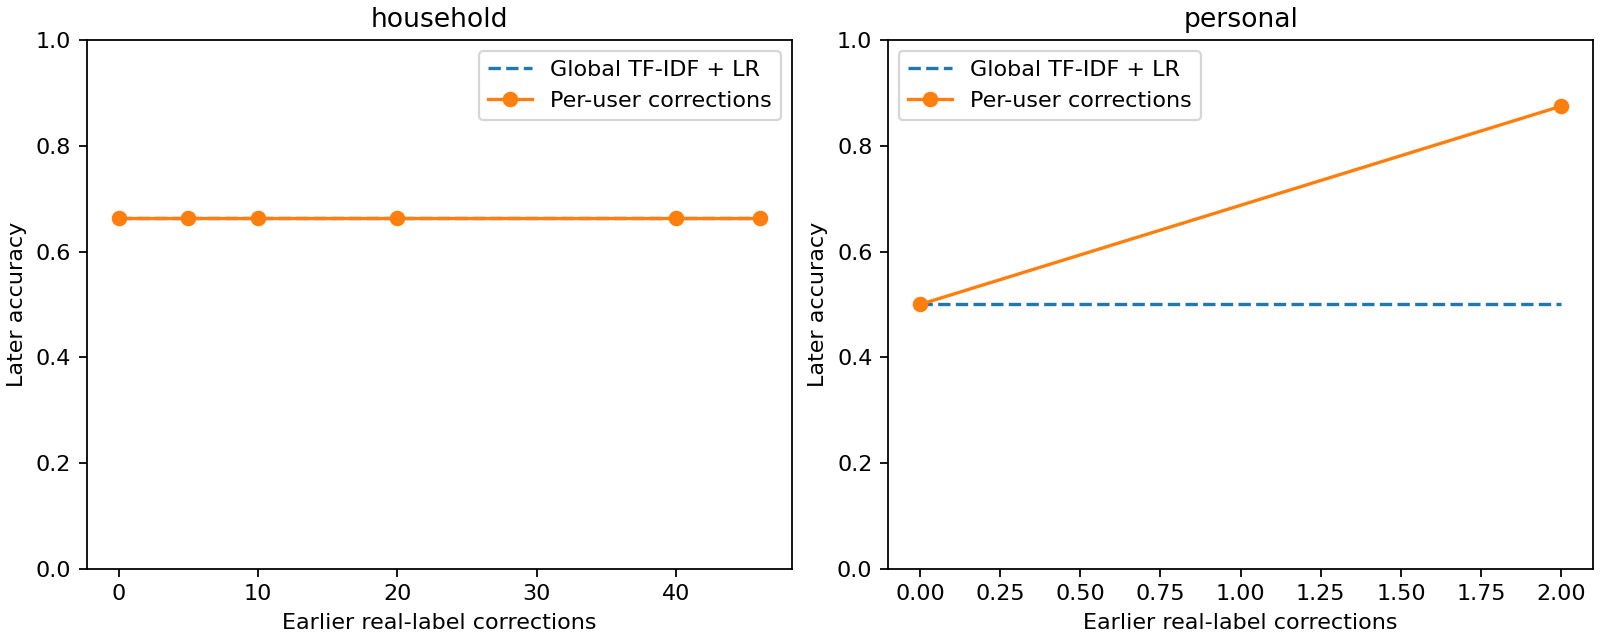 household
1.0
0.8
0.6
0.4
0.2
0.0
Later accuracy
Global TF-IDF + LR
Per-user corrections
0 10 20 30 40
Earlier real-label corrections
personal
1.0
0.8
0.6
0.4
0.2
0.0
Later accuracy
Global TF-IDF + LR
Per-user corrections
0.00 0.25 0.50 0.75 1.00 1.25 1.50 1.75 2.00
Earlier real-label corrections